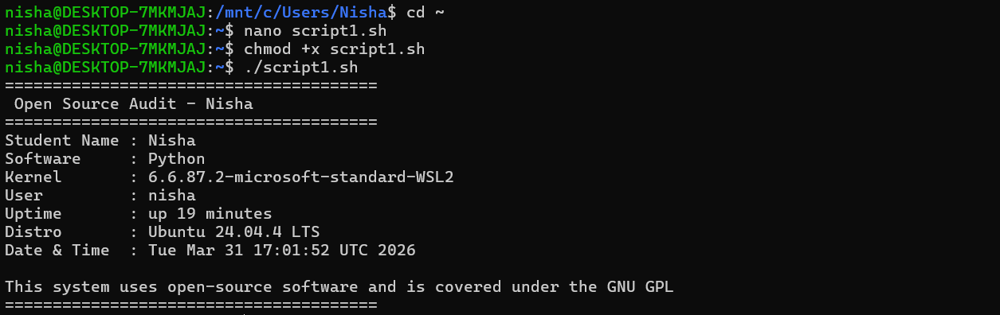 nisha@DESKTOP-7MKMJAJ:/mnt/c/Users/Nisha$ cd ~
nisha@DESKTOP-7MKMJAJ:~$ nano script1.sh
nisha@DESKTOP-7MKMJAJ:~$ chmod +x script1.sh
nisha@DESKTOP-7MKMJAJ:~$ ./script1.sh
=======================================
 Open Source Audit - Nisha
=======================================
Student Name : Nisha
Software     : Python
Kernel       : 6.6.87.2-microsoft-standard-WSL2
User         : nisha
Uptime       : up 19 minutes
Distro       : Ubuntu 24.04.4 LTS
Date & Time  : Tue Mar 31 17:01:52 UTC 2026

This system uses open-source software and is covered under the GNU GPL
=======================================